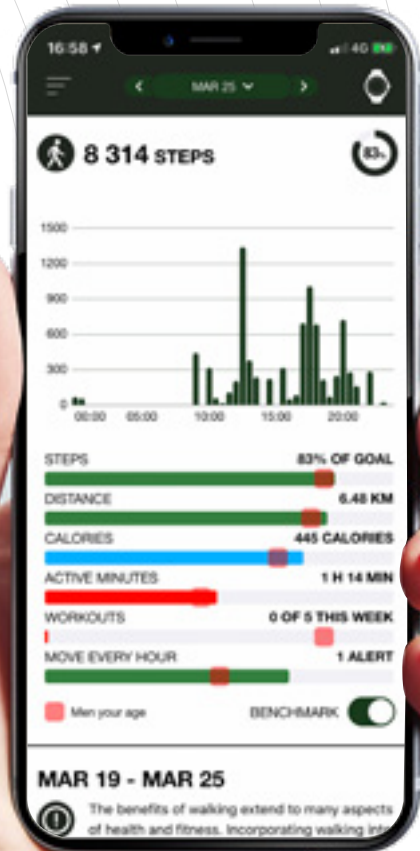 16:58 4G
MAR 25
8 314 STEPS 83%
1500
1200
900
600
300
0
00:00 05:00 10:00 15:00 20:00
STEPS 83% OF GOAL
DISTANCE 6.48 KM
CALORIES 445 CALORIES
ACTIVE MINUTES 1 H 14 MIN
WORKOUTS 0 OF 5 THIS WEEK
MOVE EVERY HOUR 1 ALERT
Men your age BENCHMARK
MAR 19 - MAR 25
The benefits of walking extend to many aspects
of health and fitness. Incorporating walking into